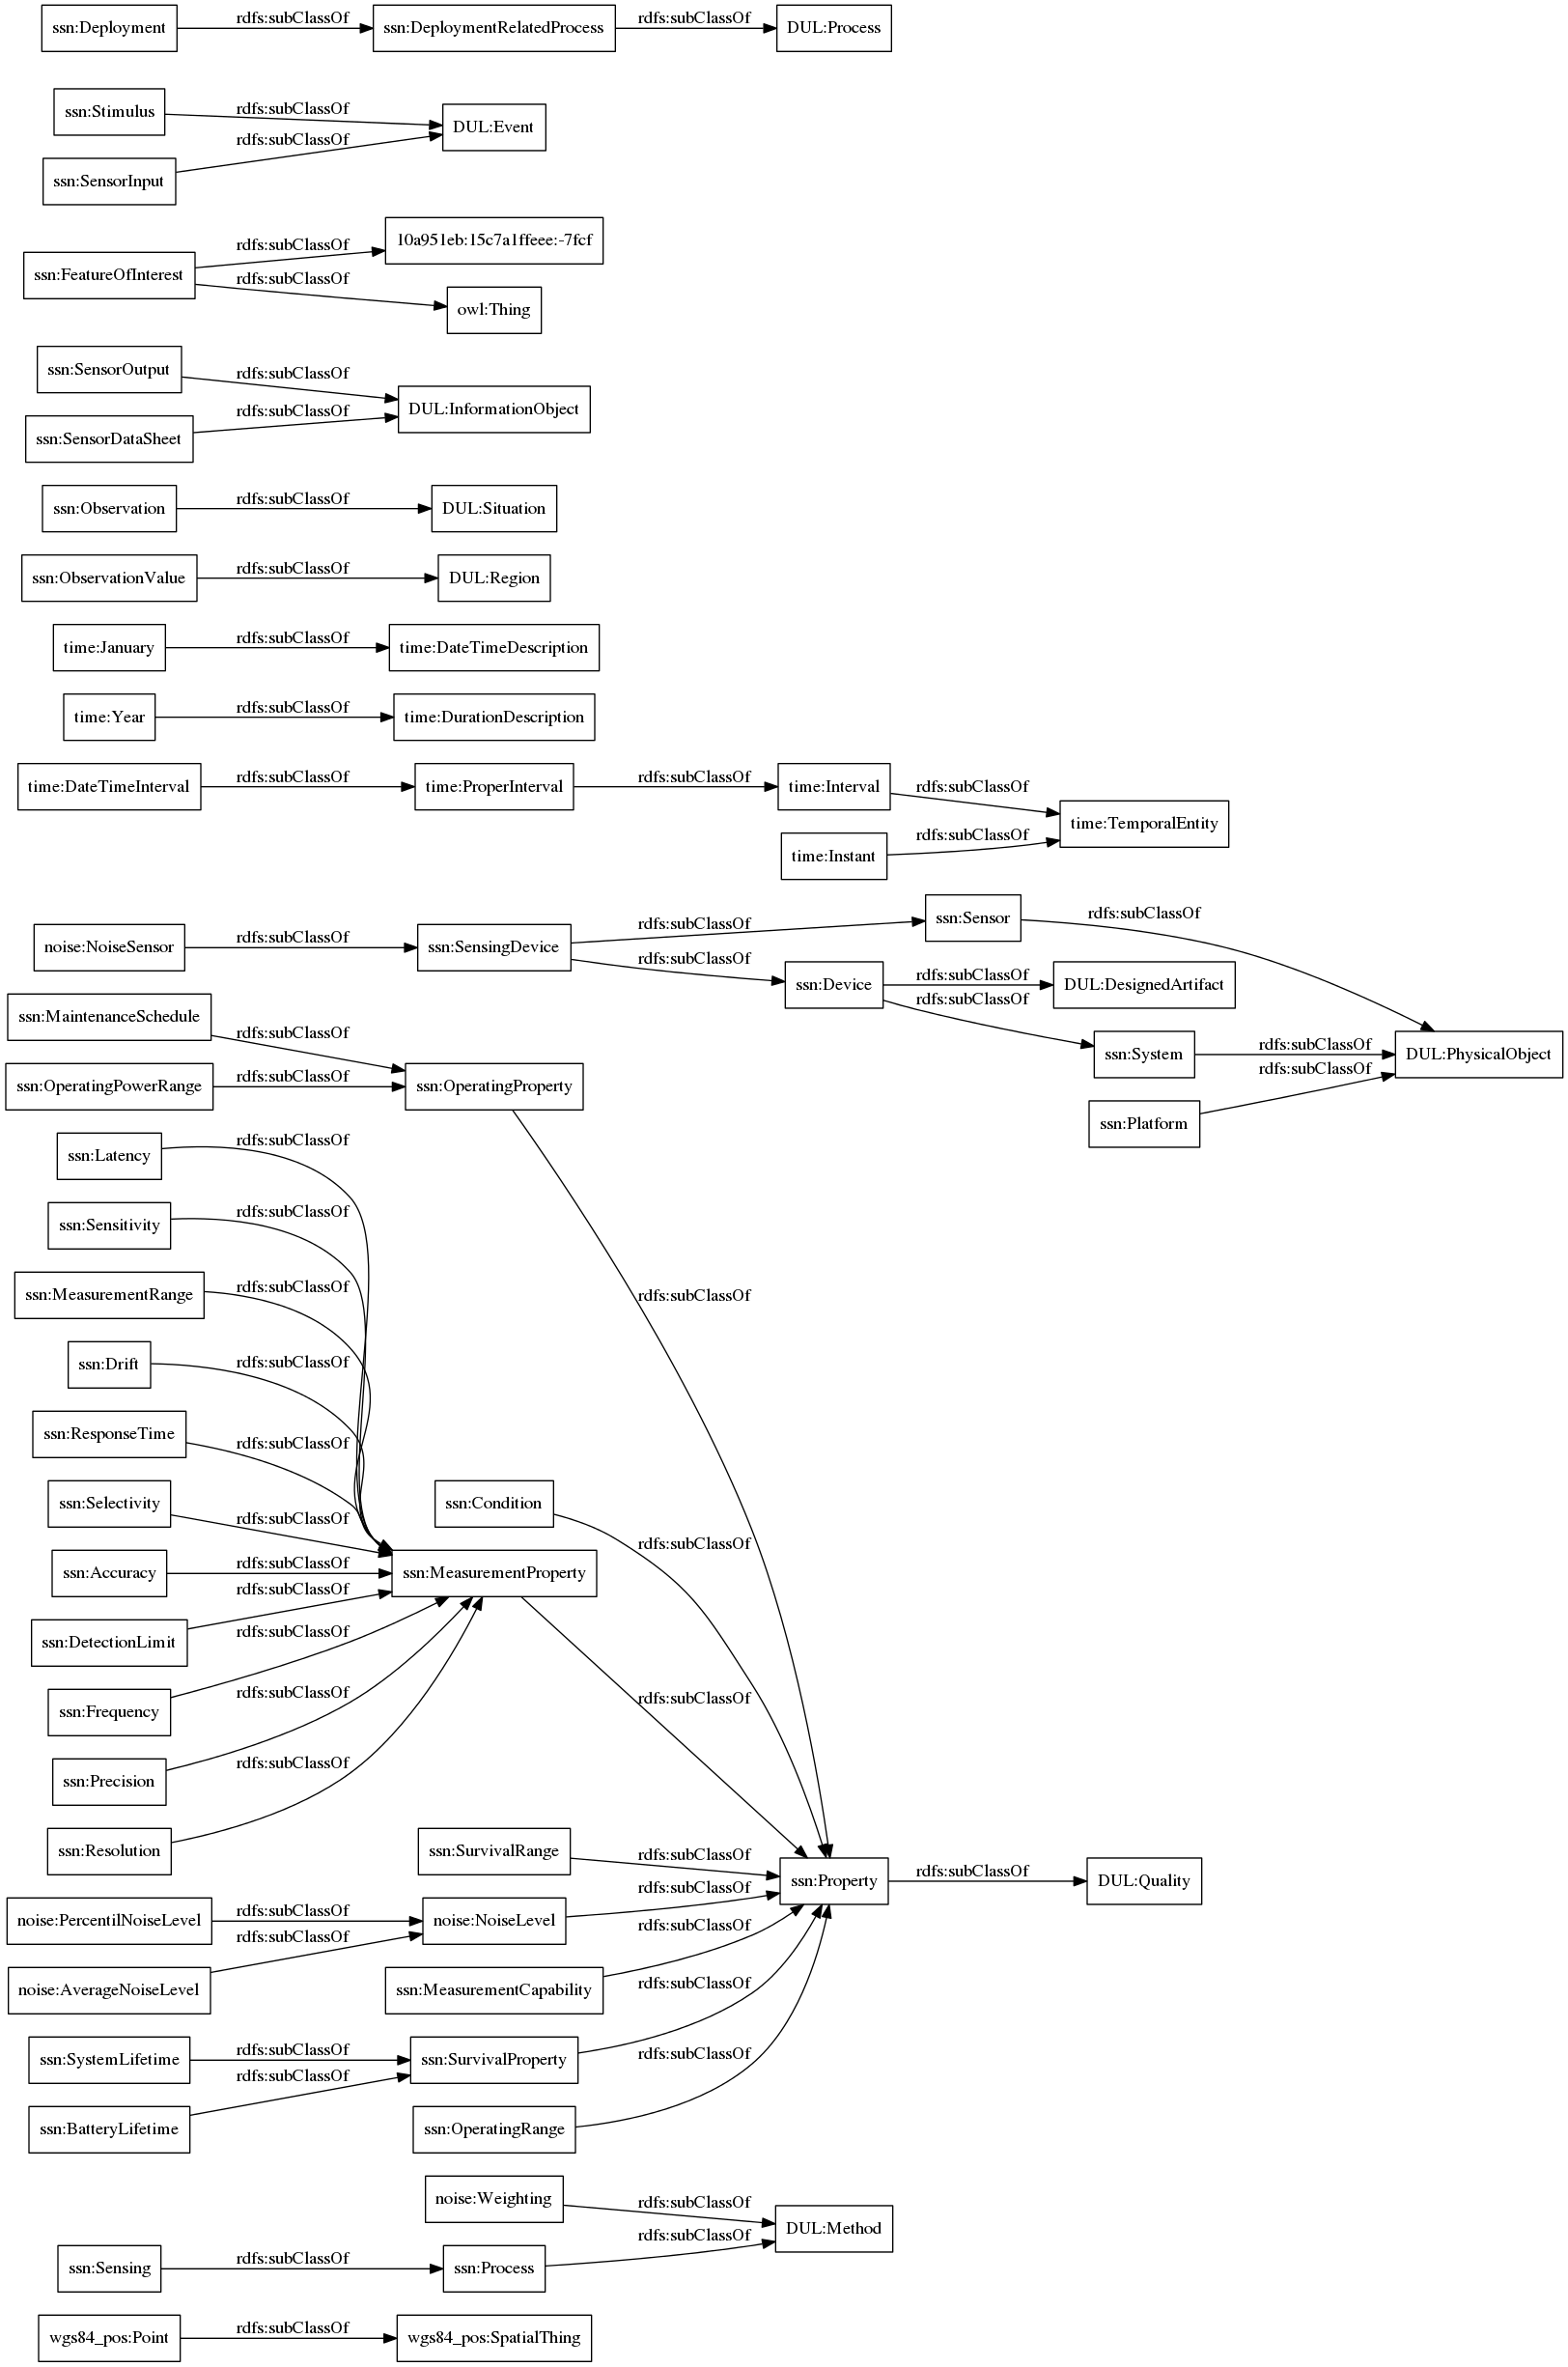 ssn:Deployment
rdfs:subClassOf
ssn:DeploymentRelatedProcess
rdfs:subClassOf
DUL:Process
ssn:Stimulus
rdfs:subClassOf
DUL:Event
rdfs:subClassOf
ssn:SensorInput
ssn:FeatureOfInterest
rdfs:subClassOf
10a951eb:15c7a1ffeee:-7fcf
rdfs:subClassOf
owl:Thing
ssn:SensorOutput
rdfs:subClassOf
DUL:InformationObject
rdfs:subClassOf
ssn:SensorDataSheet
ssn:Observation
rdfs:subClassOf
DUL:Situation
ssn:ObservationValue
rdfs:subClassOf
DUL:Region
time:January
rdfs:subClassOf
time:DateTimeDescription
time:Year
rdfs:subClassOf
time:DurationDescription
time:DateTimeInterval
rdfs:subClassOf
time:ProperInterval
rdfs:subClassOf
time:Interval
rdfs:subClassOf
time:TemporalEntity
time:Instant
rdfs:subClassOf
noise:NoiseSensor
rdfs:subClassOf
ssn:SensingDevice
rdfs:subClassOf
ssn:Sensor
rdfs:subClassOf
rdfs:subClassOf
ssn:Device
rdfs:subClassOf
DUL:DesignedArtifact
rdfs:subClassOf
ssn:System
rdfs:subClassOf
DUL:PhysicalObject
rdfs:subClassOf
ssn:Platform
ssn:MaintenanceSchedule
rdfs:subClassOf
ssn:OperatingPowerRange
rdfs:subClassOf
ssn:OperatingProperty
rdfs:subClassOf
ssn:Latency
rdfs:subClassOf
ssn:Sensitivity
rdfs:subClassOf
ssn:MeasurementRange
rdfs:subClassOf
ssn:Drift
rdfs:subClassOf
ssn:ResponseTime
rdfs:subClassOf
ssn:Selectivity
rdfs:subClassOf
ssn:Condition
rdfs:subClassOf
ssn:Accuracy
rdfs:subClassOf
ssn:MeasurementProperty
rdfs:subClassOf
ssn:DetectionLimit
rdfs:subClassOf
ssn:Frequency
rdfs:subClassOf
ssn:Precision
rdfs:subClassOf
ssn:Resolution
rdfs:subClassOf
ssn:SurvivalRange
rdfs:subClassOf
ssn:Property
rdfs:subClassOf
DUL:Quality
noise:PercentilNoiseLevel
rdfs:subClassOf
noise:NoiseLevel
rdfs:subClassOf
noise:AverageNoiseLevel
rdfs:subClassOf
ssn:MeasurementCapability
rdfs:subClassOf
ssn:SystemLifetime
rdfs:subClassOf
ssn:SurvivalProperty
rdfs:subClassOf
ssn:BatteryLifetime
rdfs:subClassOf
ssn:OperatingRange
rdfs:subClassOf
noise:Weighting
rdfs:subClassOf
DUL:Method
ssn:Sensing
rdfs:subClassOf
ssn:Process
rdfs:subClassOf
wgs84_pos:Point
rdfs:subClassOf
wgs84_pos:SpatialThing